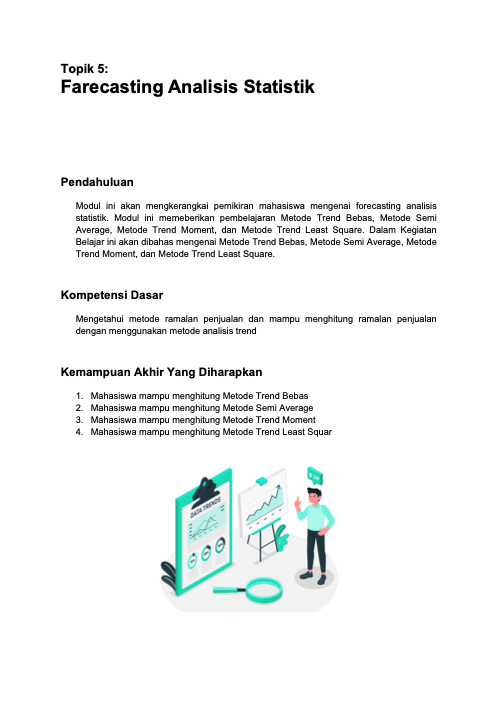 Topik 5:
Farecasting Analisis Statistik
Pendahuluan
Modul ini akan mengkerangkai pemikiran mahasiswa mengenai forecasting analisis
statistik. Modul ini memeberikan pembelajaran Metode Trend Bebas, Metode Semi
Average, Metode Trend Moment, dan Metode Trend Least Square. Dalam Kegiatan
Belajar ini akan dibahas mengenai Metode Trend Bebas, Metode Semi Average, Metode
Trend Moment, dan Metode Trend Least Square.
Kompetensi Dasar
Mengetahui metode ramalan penjualan dan mampu menghitung ramalan penjualan
dengan menggunakan metode analisis trend
Kemampuan Akhir Yang Diharapkan
1. Mahasiswa mampu menghitung Metode Trend Bebas
2. Mahasiswa mampu menghitung Metode Semi Average
3. Mahasiswa mampu menghitung Metode Trend Moment
4. Mahasiswa mampu menghitung Metode Trend Least Squar
DATA TRENDS